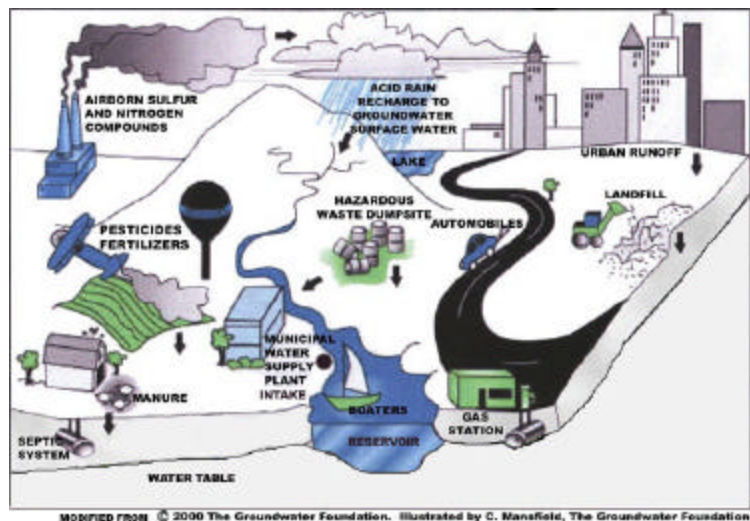 AIRBORN SULFUR
AND NITROGEN
COMPOUNDS
ACID RAIN
RECHARGE TO
GROUNDWATER
SURFACE WATER
LAKE
URBAN RUNOFF
LANDFILL
HAZARDOUS
WASTE DUMPSITE
AUTOMOBILES
PESTICIDES
FERTILIZERS
MUNICIPAL
WATER
SUPPLY
PLANT
INTAKE
MANURE
BOATERS
GAS
STATION
SEPTIC
SYSTEM
RESERVOIR
WATER TABLE
MODIFIED FROM © 2000 The Groundwater Foundation. Illustrated by C. Mansfield, The Groundwater Foundation